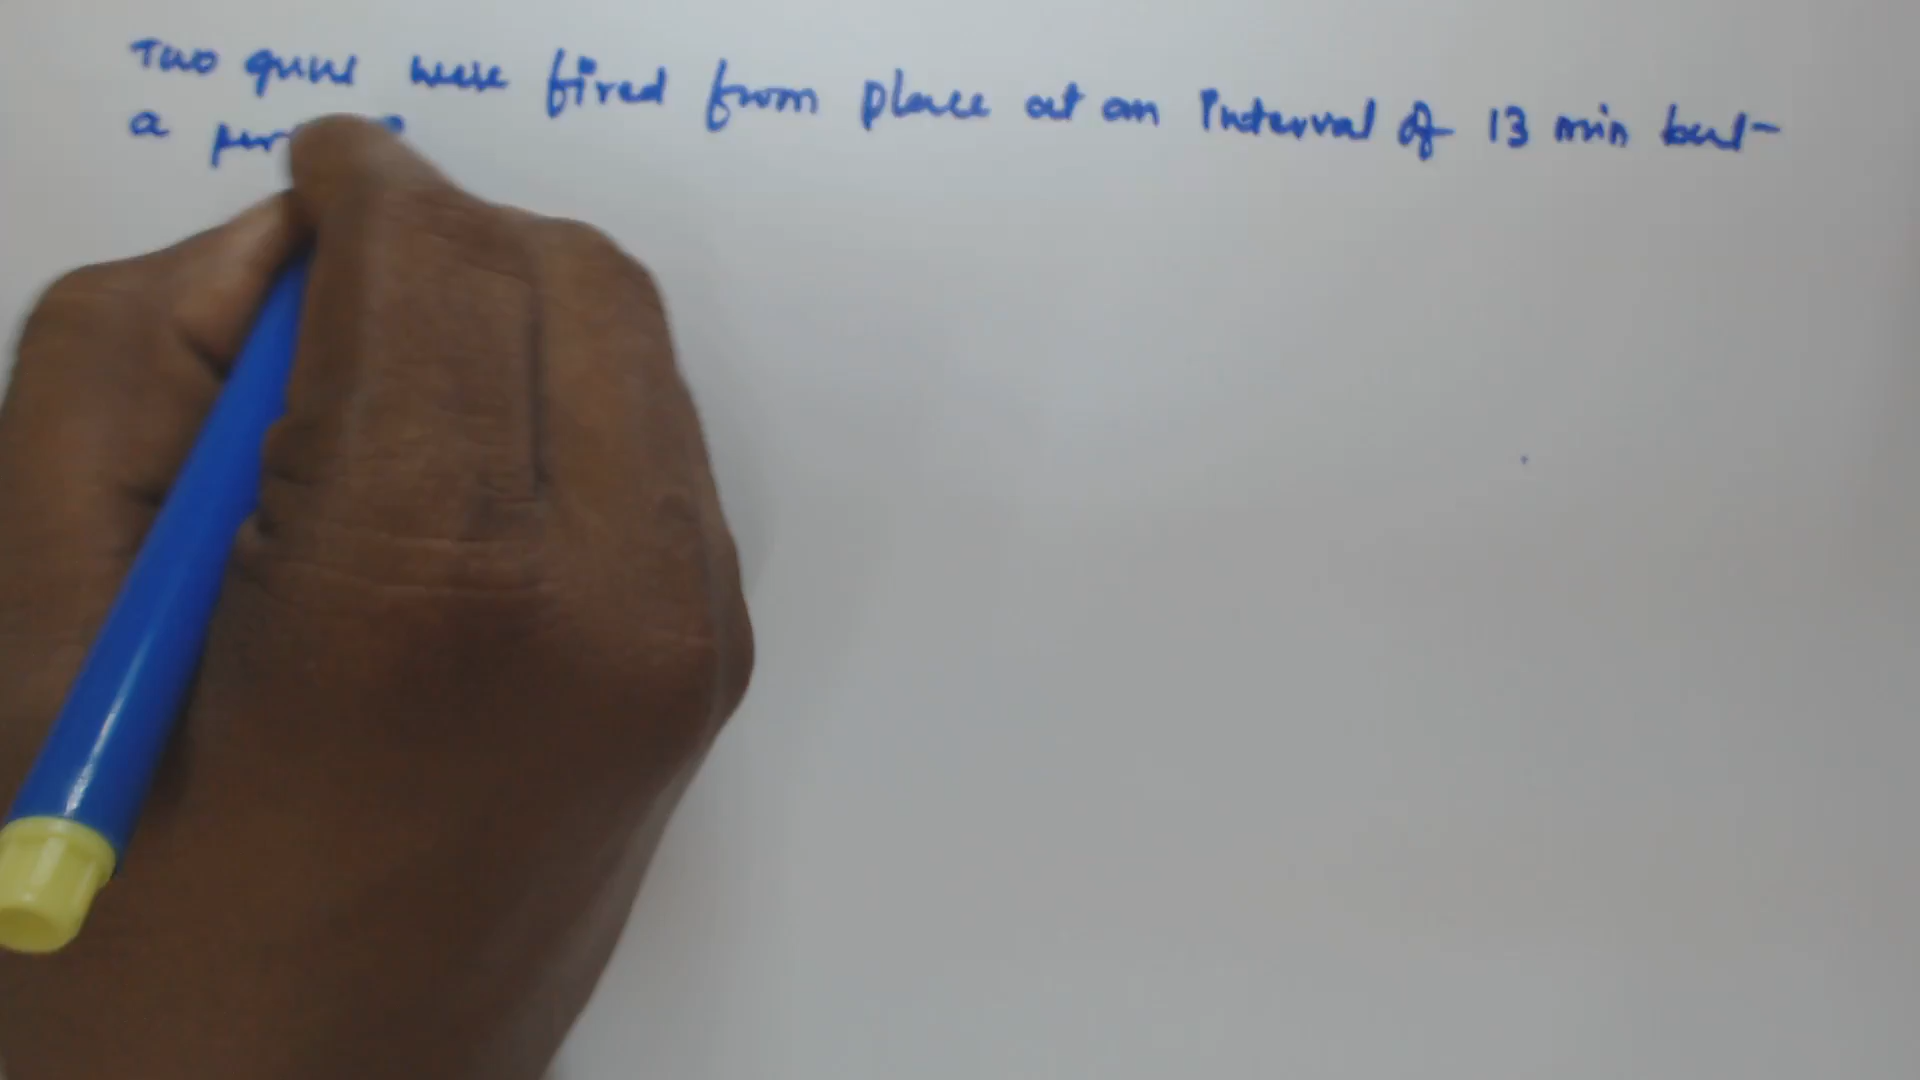 Two guns were fired from place at an Interval of 13 min but
a